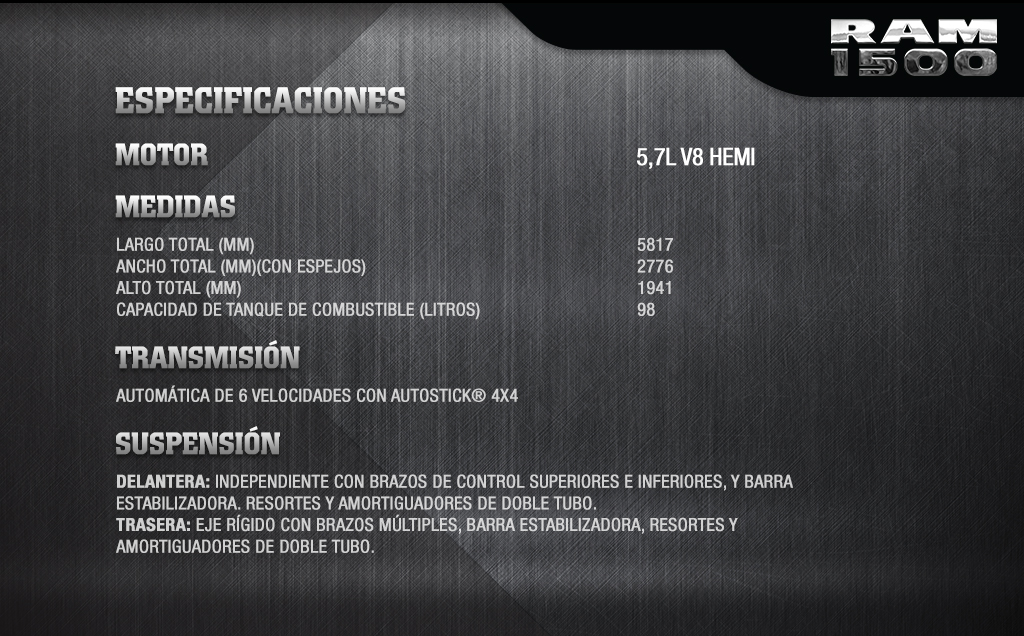 RAM
1500
ESPECIFICACIONES
MOTOR 5,7L V8 HEMI
MEDIDAS
LARGO TOTAL (MM) 5817
ANCHO TOTAL (MM)(CON ESPEJOS) 2776
ALTO TOTAL (MM) 1941
CAPACIDAD DE TANQUE DE COMBUSTIBLE (LITROS) 98
TRANSMISIÓN
AUTOMÁTICA DE 6 VELOCIDADES CON AUTOSTICK® 4X4
SUSPENSIÓN
DELANTERA: INDEPENDIENTE CON BRAZOS DE CONTROL SUPERIORES E INFERIORES, Y BARRA
ESTABILIZADORA. RESORTES Y AMORTIGUADORES DE DOBLE TUBO.
TRASERA: EJE RÍGIDO CON BRAZOS MÚLTIPLES, BARRA ESTABILIZADORA, RESORTES Y
AMORTIGUADORES DE DOBLE TUBO.